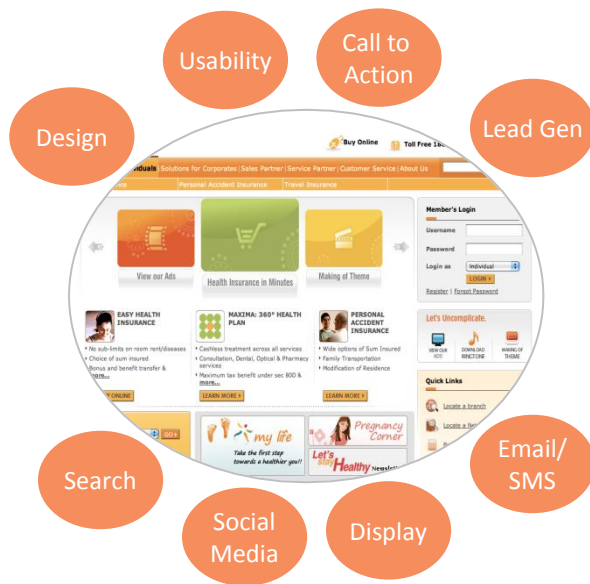 Usability
Call to
Action
Design
Lead Gen
Buy Online
Toll Free
Solutions for Corporates | Sales Partner | Service Partner | Customer Service | About Us
Personal Accident Insurance
Travel Insurance
View our Ads
Health Insurance in Minutes
Making of Theme
Member's Login
Username
Password
Login as
Individual
LOGIN
Register | Forgot Password
EASY HEALTH
INSURANCE
No sub-limits on room rent/diseases
Choice of sum insured
Bonus and benefit transfer &
more...
ONLINE
MAXIMA: 360° HEALTH
PLAN
Cashless treatment across all services
Consultation, Dental, Optical & Pharmacy
services
Maximum tax benefit under sec 80D &
more...
LEARN MORE
PERSONAL
ACCIDENT
INSURANCE
Wide options of Sum Insured
Family Transportation
Modification of Residence
LEARN MORE
Let's Uncomplicate.
VIEW OUR
ADS
DOWNLOAD
RINGTONE
MAKING OF
THEME
Quick Links
Locate a branch
Locate a
GO
my life
Take the first step
towards a healthier you!!
Pregnancy
Corner
Let's
stay Healthy
Search
Social
Media
Display
Email/
SMS